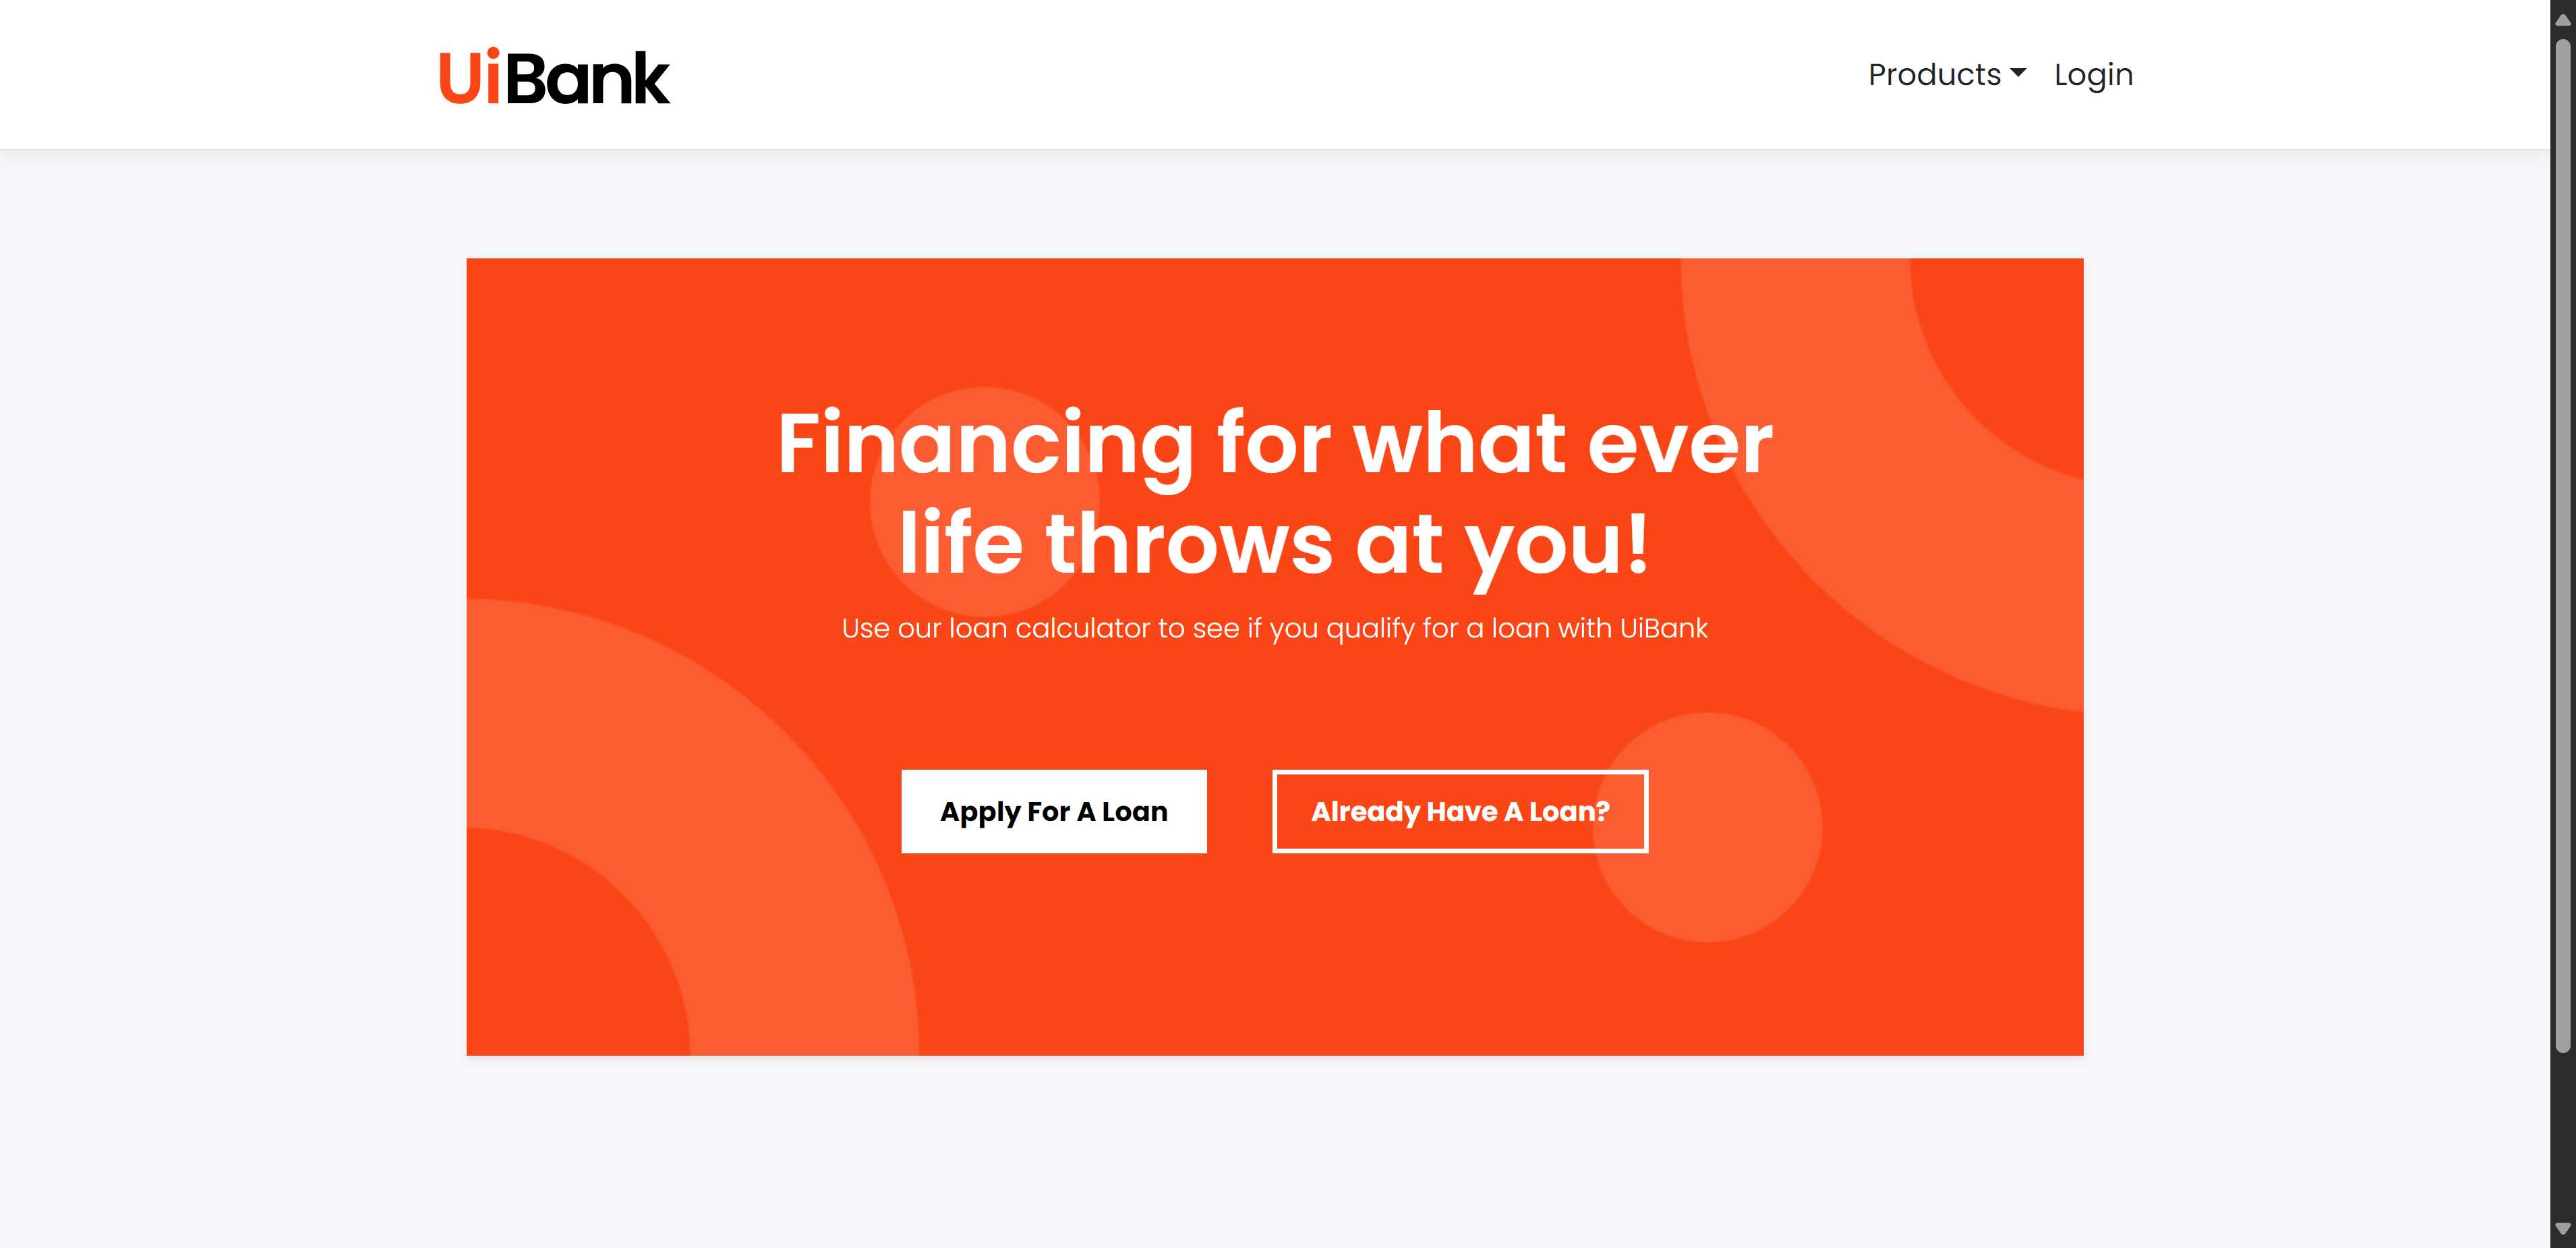 UiBank
Products Login
Financing for what ever
life throws at you!
Use our loan calculator to see if you qualify for a loan with UiBank
Apply For A Loan
Already Have A Loan?